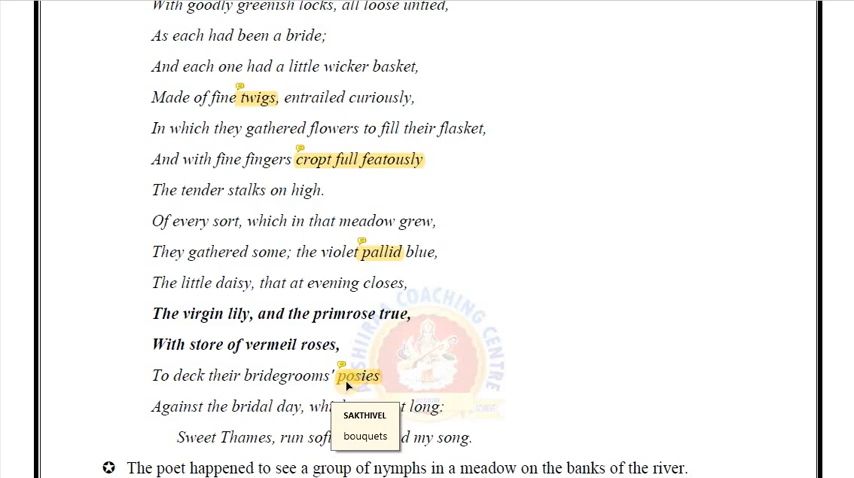 With goodly greenish locks, all loose untied,
As each had been a bride;
And each one had a little wicker basket,
Made of fine twigs, entrailed curiously,
In which they gathered flowers to fill their flasket,
And with fine fingers cropt full featously
The tender stalks on high.
Of every sort, which in that meadow grew,
They gathered some; the violet pallid blue,
The little daisy, that at evening closes,
The virgin lily, and the primrose true,
With store of vermeil roses,
To deck their bridegrooms' posies
Against the bridal day, long:
SAKTHIVEL
bouquets
Sweet Thames, run my song.
The poet happened to see a group of nymphs in a meadow on the banks of the river.
COACHING CENTRE